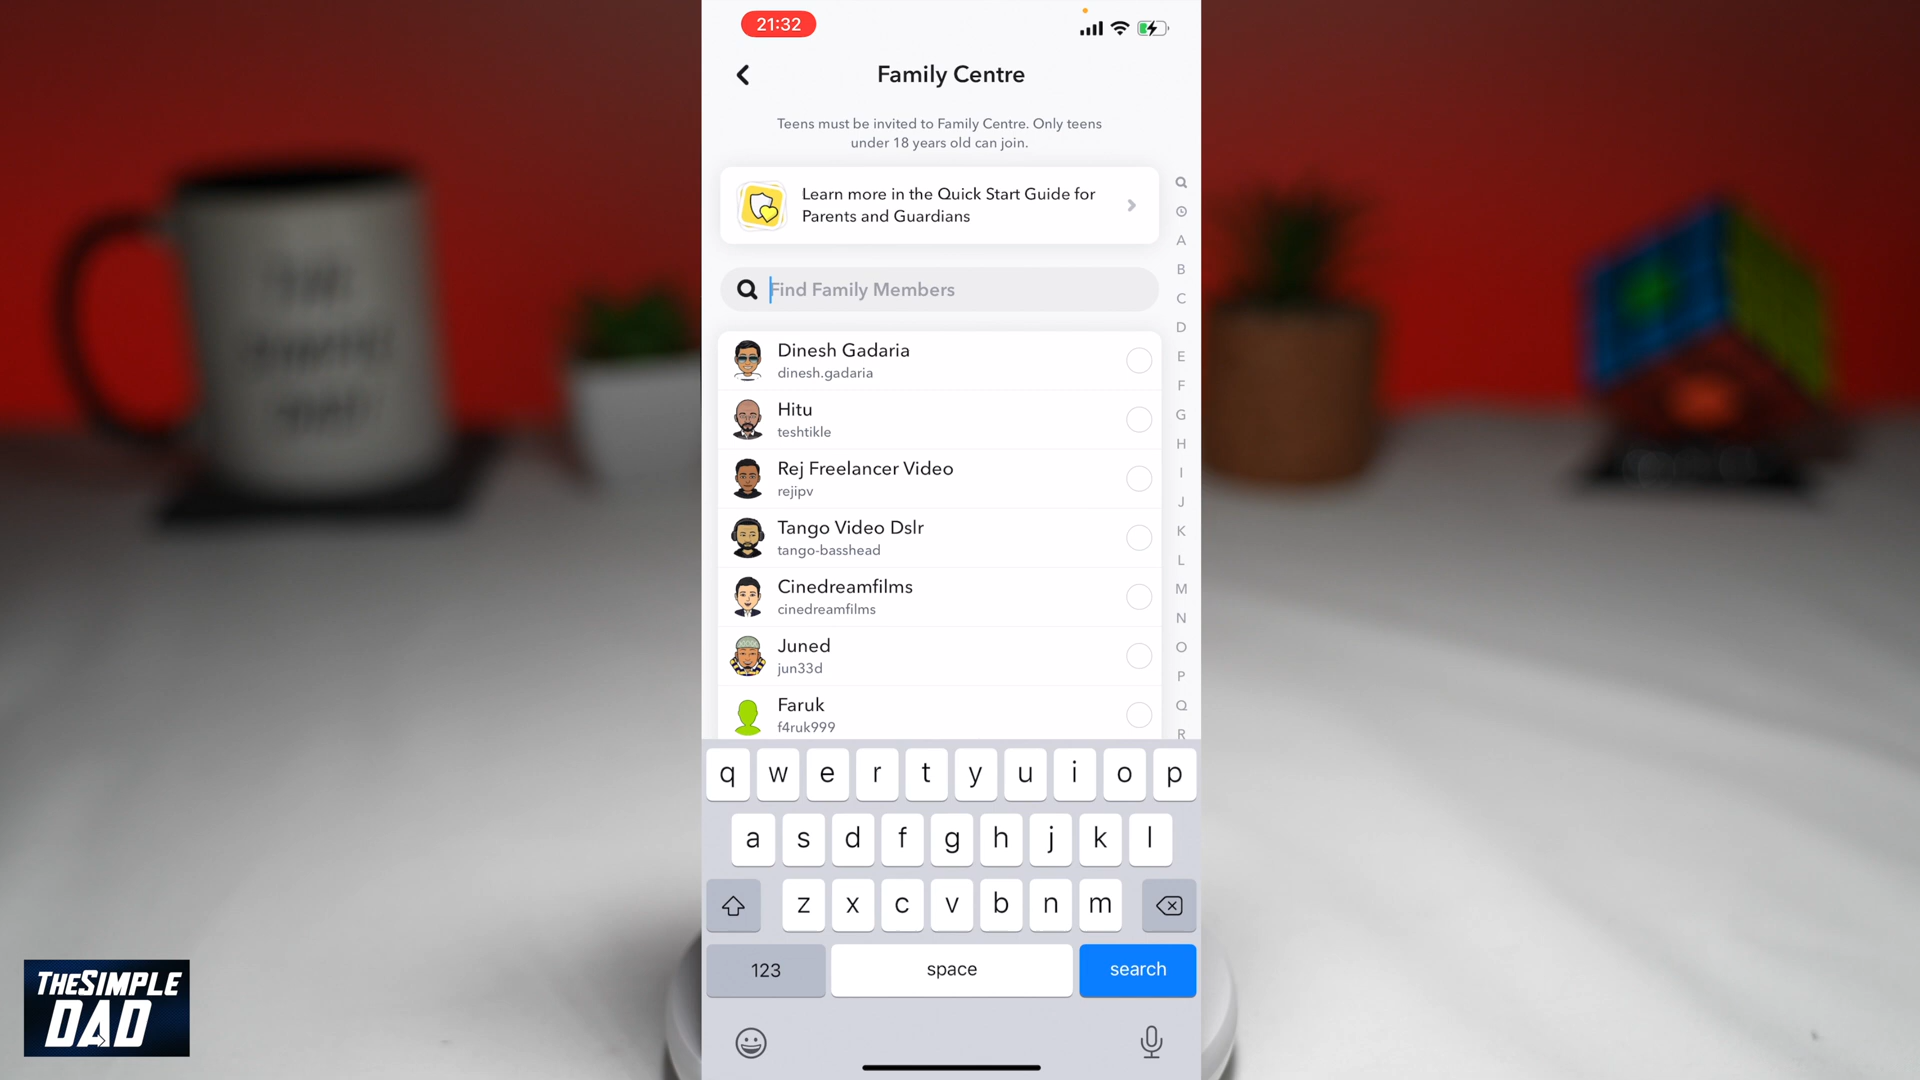 21:32
Family Centre
Teens must be invited to Family Centre. Only teens
under 18 years old can join.
Learn more in the Quick Start Guide for
Parents and Guardians
Find Family Members
Dinesh Gadaria
dinesh.gadaria
Hitu
teshtikle
Rej Freelancer Video
rejipv
Tango Video Dslr
tango-basshead
Cinedreamfilms
cinedreamfilms
Juned
jun33d
Faruk
f4ruk999
A
B
C
D
E
F
G
H
I
J
K
L
M
N
O
P
Q
R
q w e r t y u i o p
a s d f g h j k l
z x c v b n m
123 space search
THESIMPLE
DAD